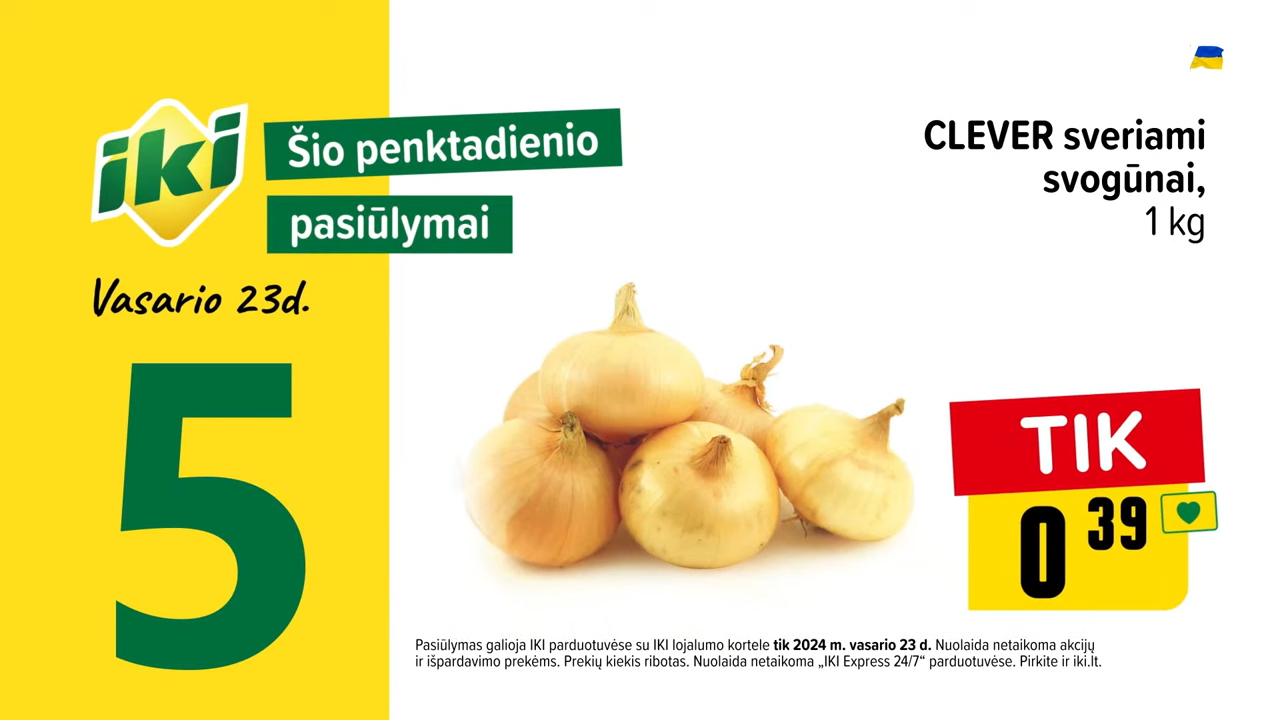 iki
Šio penktadienio
pasiūlymai
Vasario 23d.
5
CLEVER sveriami
svogūnai,
1 kg
TIK
0 39
Pasiūlymas galioja IKI parduotuvėse su IKI lojalumo kortele tik 2024 m. vasario 23 d. Nuolaida netaikoma akcijų
ir išpardavimo prekėms. Prekių kiekis ribotas. Nuolaida netaikoma „IKI Express 24/7“ parduotuvėse. Pirkite ir iki.lt.